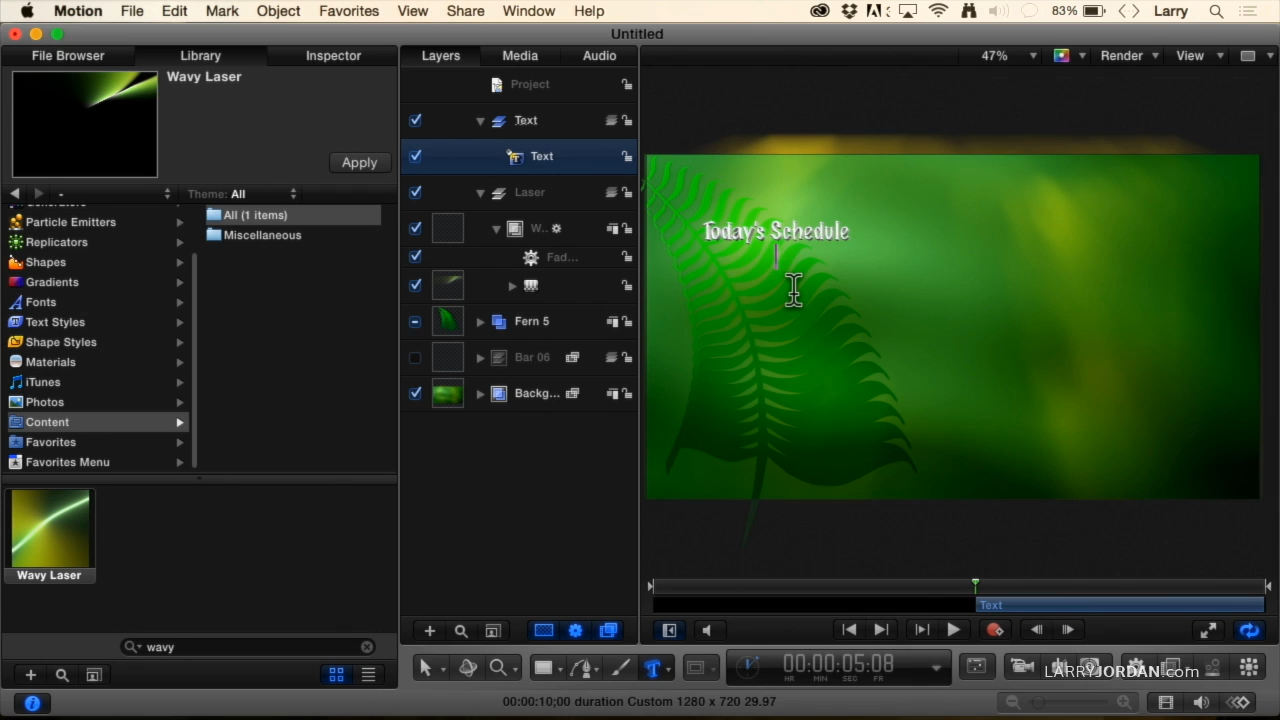 Motion File Edit Mark Object Favorites View Share Window Help 83% Larry
Untitled
File Browser Library Inspector Layers Media Audio 47% Render View
Wavy Laser
Apply
- Theme: All
Particle Emitters
Replicators
Shapes
Gradients
Fonts
Text Styles
Shape Styles
Materials
iTunes
Photos
Content
Favorites
Favorites Menu
All (1 items)
Miscellaneous
Wavy Laser
wavy
Project
Text
Text
Laser
W...
Fad...
Fern 5
Bar 06
Backg...
Today's Schedule
Text
00:00:05:08
HR MIN SEC FR
LARRYJORDAN.com
00:00:10;00 duration Custom 1280 x 720 29.97